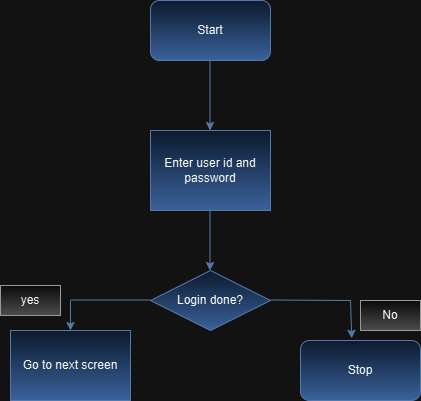 Start
Enter user id and
password
Login done?
yes
No
Go to next screen
Stop